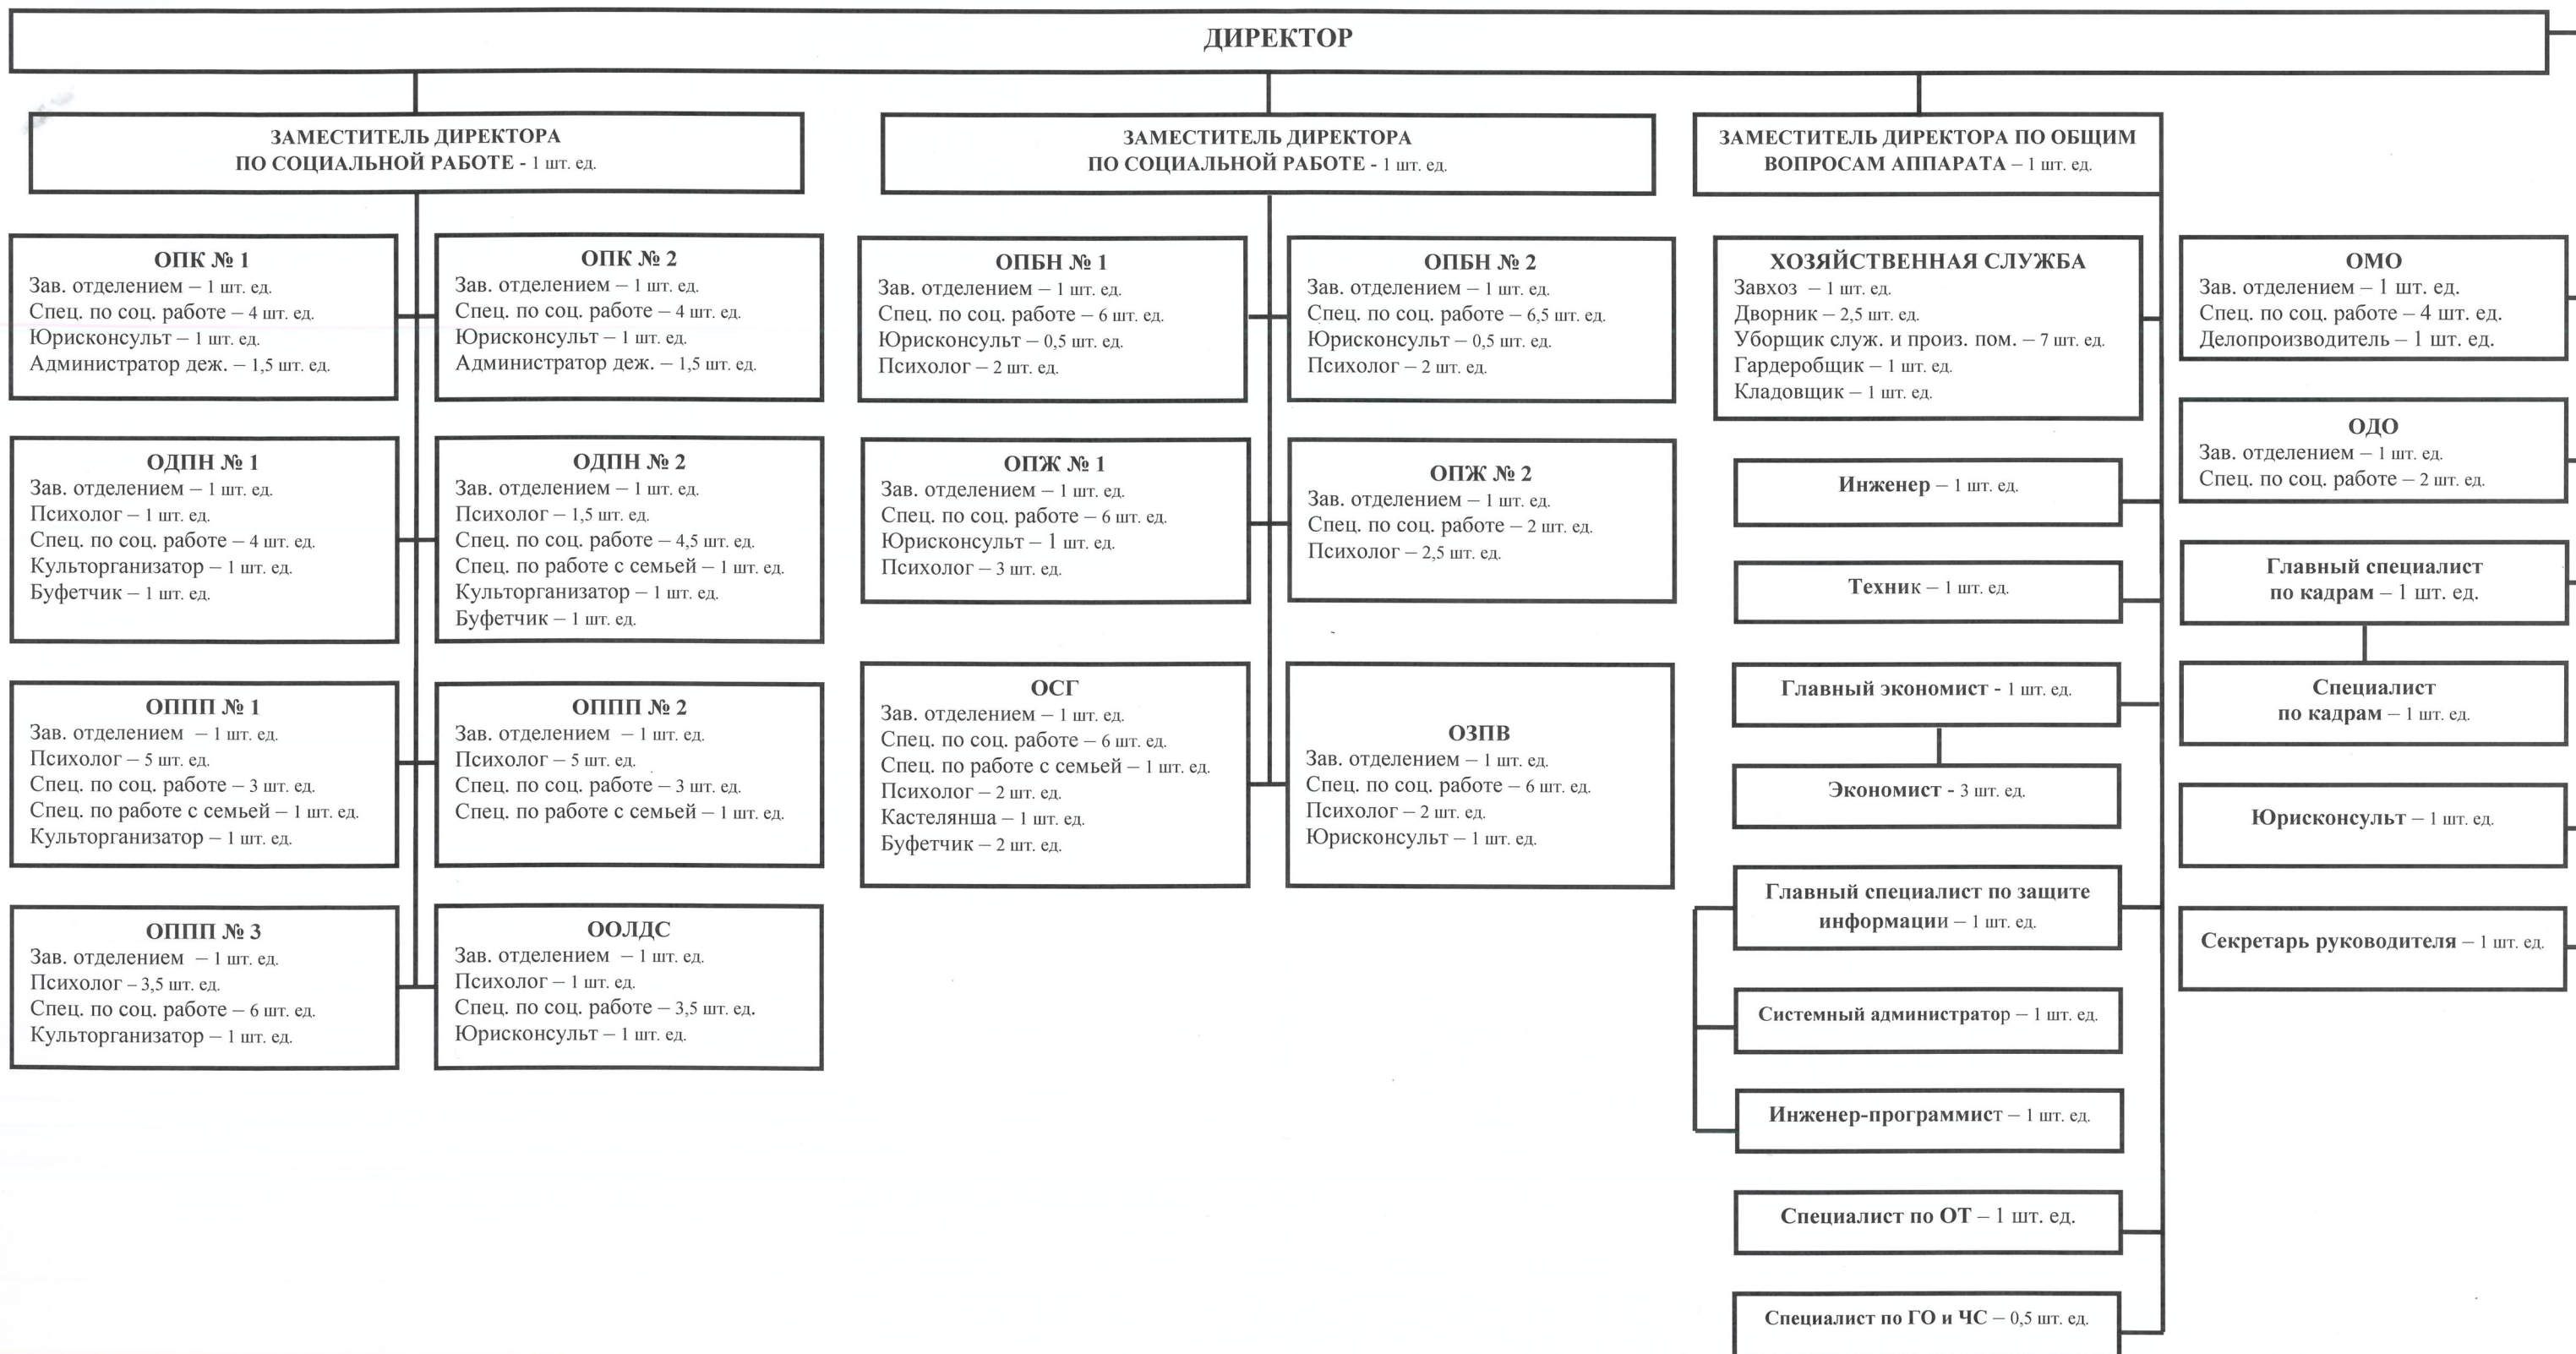 ДИРЕКТОР
ЗАМЕСТИТЕЛЬ ДИРЕКТОРА
ПО СОЦИАЛЬНОЙ РАБОТЕ - 1 шт. ед.
ЗАМЕСТИТЕЛЬ ДИРЕКТОРА
ПО СОЦИАЛЬНОЙ РАБОТЕ - 1 шт. ед.
ЗАМЕСТИТЕЛЬ ДИРЕКТОРА ПО ОБЩИМ
ВОПРОСАМ АППАРАТА – 1 шт. ед.
ОПК № 1
Зав. отделением – 1 шт. ед.
Спец. по соц. работе – 4 шт. ед.
Юрисконсульт – 1 шт. ед.
Администратор деж. – 1,5 шт. ед.
ОПК № 2
Зав. отделением – 1 шт. ед.
Спец. по соц. работе – 4 шт. ед.
Юрисконсульт – 1 шт. ед.
Администратор деж. – 1,5 шт. ед.
ОДПН № 1
Зав. отделением – 1 шт. ед.
Психолог – 1 шт. ед.
Спец. по соц. работе – 4 шт. ед.
Культорганизатор – 1 шт. ед.
Буфетчик – 1 шт. ед.
ОДПН № 2
Зав. отделением – 1 шт. ед.
Психолог – 1,5 шт. ед.
Спец. по соц. работе – 4,5 шт. ед.
Спец. по работе с семьей – 1 шт. ед.
Культорганизатор – 1 шт. ед.
Буфетчик – 1 шт. ед.
ОППП № 1
Зав. отделением – 1 шт. ед.
Психолог – 5 шт. ед.
Спец. по соц. работе – 3 шт. ед.
Спец. по работе с семьей – 1 шт. ед.
Культорганизатор – 1 шт. ед.
ОППП № 2
Зав. отделением – 1 шт. ед.
Психолог – 5 шт. ед.
Спец. по соц. работе – 3 шт. ед.
Спец. по работе с семьей – 1 шт. ед.
ОППП № 3
Зав. отделением – 1 шт. ед.
Психолог – 3,5 шт. ед.
Спец. по соц. работе – 6 шт. ед.
Культорганизатор – 1 шт. ед.
ООЛДС
Зав. отделением – 1 шт. ед.
Психолог – 1 шт. ед.
Спец. по соц. работе – 3,5 шт. ед.
Юрисконсульт – 1 шт. ед.
ОПБН № 1
Зав. отделением – 1 шт. ед.
Спец. по соц. работе – 6 шт. ед.
Юрисконсульт – 0,5 шт. ед.
Психолог – 2 шт. ед.
ОПБН № 2
Зав. отделением – 1 шт. ед.
Спец. по соц. работе – 6,5 шт. ед.
Юрисконсульт – 0,5 шт. ед.
Психолог – 2 шт. ед.
ОПЖ № 1
Зав. отделением – 1 шт. ед.
Спец. по соц. работе – 6 шт. ед.
Юрисконсульт – 1 шт. ед.
Психолог – 3 шт. ед.
ОПЖ № 2
Зав. отделением – 1 шт. ед.
Спец. по соц. работе – 2 шт. ед.
Психолог – 2,5 шт. ед.
ОСГ
Зав. отделением – 1 шт. ед.
Спец. по соц. работе – 6 шт. ед.
Спец. по работе с семьей – 1 шт. ед.
Психолог – 2 шт. ед.
Кастелянша – 1 шт. ед.
Буфетчик – 2 шт. ед.
ОЗПВ
Зав. отделением – 1 шт. ед.
Спец. по соц. работе – 6 шт. ед.
Психолог – 2 шт. ед.
Юрисконсульт – 1 шт. ед.
ХОЗЯЙСТВЕННАЯ СЛУЖБА
Завхоз – 1 шт. ед.
Дворник – 2,5 шт. ед.
Уборщик служ. и произ. пом. – 7 шт. ед.
Гардеробщик – 1 шт. ед.
Кладовщик – 1 шт. ед.
Инженер – 1 шт. ед.
Техник – 1 шт. ед.
Главный экономист - 1 шт. ед.
Экономист - 3 шт. ед.
Главный специалист по защите
информации – 1 шт. ед.
Системный администратор – 1 шт. ед.
Инженер-программист – 1 шт. ед.
Специалист по ОТ – 1 шт. ед.
Специалист по ГО и ЧС – 0,5 шт. ед.
ОМО
Зав. отделением – 1 шт. ед.
Спец. по соц. работе – 4 шт. ед.
Делопроизводитель – 1 шт. ед.
ОДО
Зав. отделением – 1 шт. ед.
Спец. по соц. работе – 2 шт. ед.
Главный специалист
по кадрам – 1 шт. ед.
Специалист
по кадрам – 1 шт. ед.
Юрисконсульт – 1 шт. ед.
Секретарь руководителя – 1 шт. ед.